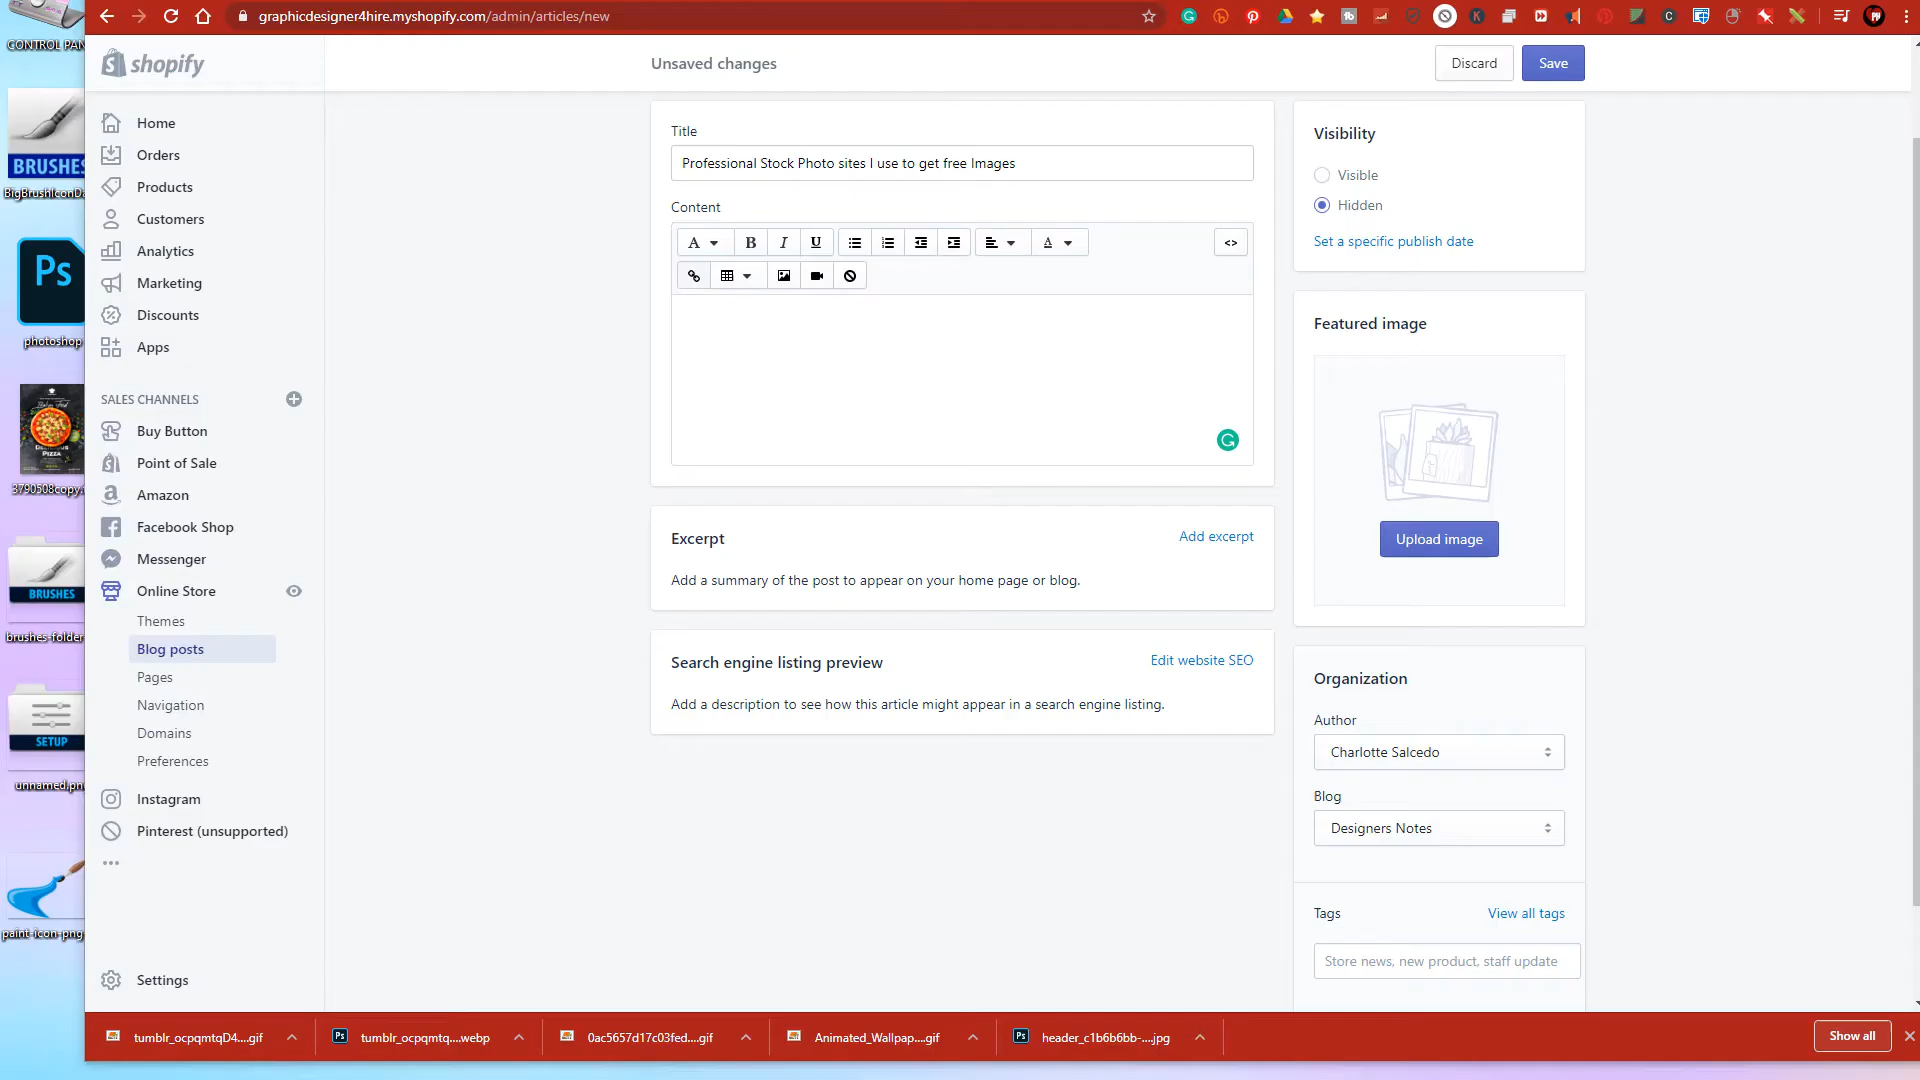 graphicdesigner4hire.myshopify.com/admin/articles/new
CONTROL PAN
shopify
Unsaved changes
Discard
Save
Home
Orders
Products
Customers
Analytics
Marketing
Discounts
Apps
SALES CHANNELS
Buy Button
Point of Sale
Amazon
Facebook Shop
Messenger
Online Store
Themes
Blog posts
Pages
Navigation
Domains
Preferences
Instagram
Pinterest (unsupported)
Settings
Title
Professional Stock Photo sites I use to get free Images
Content
A
B
I
U
A
<>
Excerpt
Add excerpt
Add a summary of the post to appear on your home page or blog.
Search engine listing preview
Edit website SEO
Add a description to see how this article might appear in a search engine listing.
Visibility
Visible
Hidden
Set a specific publish date
Featured image
Upload image
Organization
Author
Charlotte Salcedo
Blog
Designers Notes
Tags
View all tags
Store news, new product, staff update
BRUSHES
BigBrushIconDa
Ps
photoshop
PIZZA
3790508copy.
BRUSHES
brushes-folder
SETUP
unnamed.pn
paint-icon-png
tumblr_ocpqmtqD4....gif
Ps
tumblr_ocpqmtq....webp
0ac5657d17c03fed....gif
Animated_Wallpap....gif
Ps
header_c1b6b6bb-....jpg
Show all